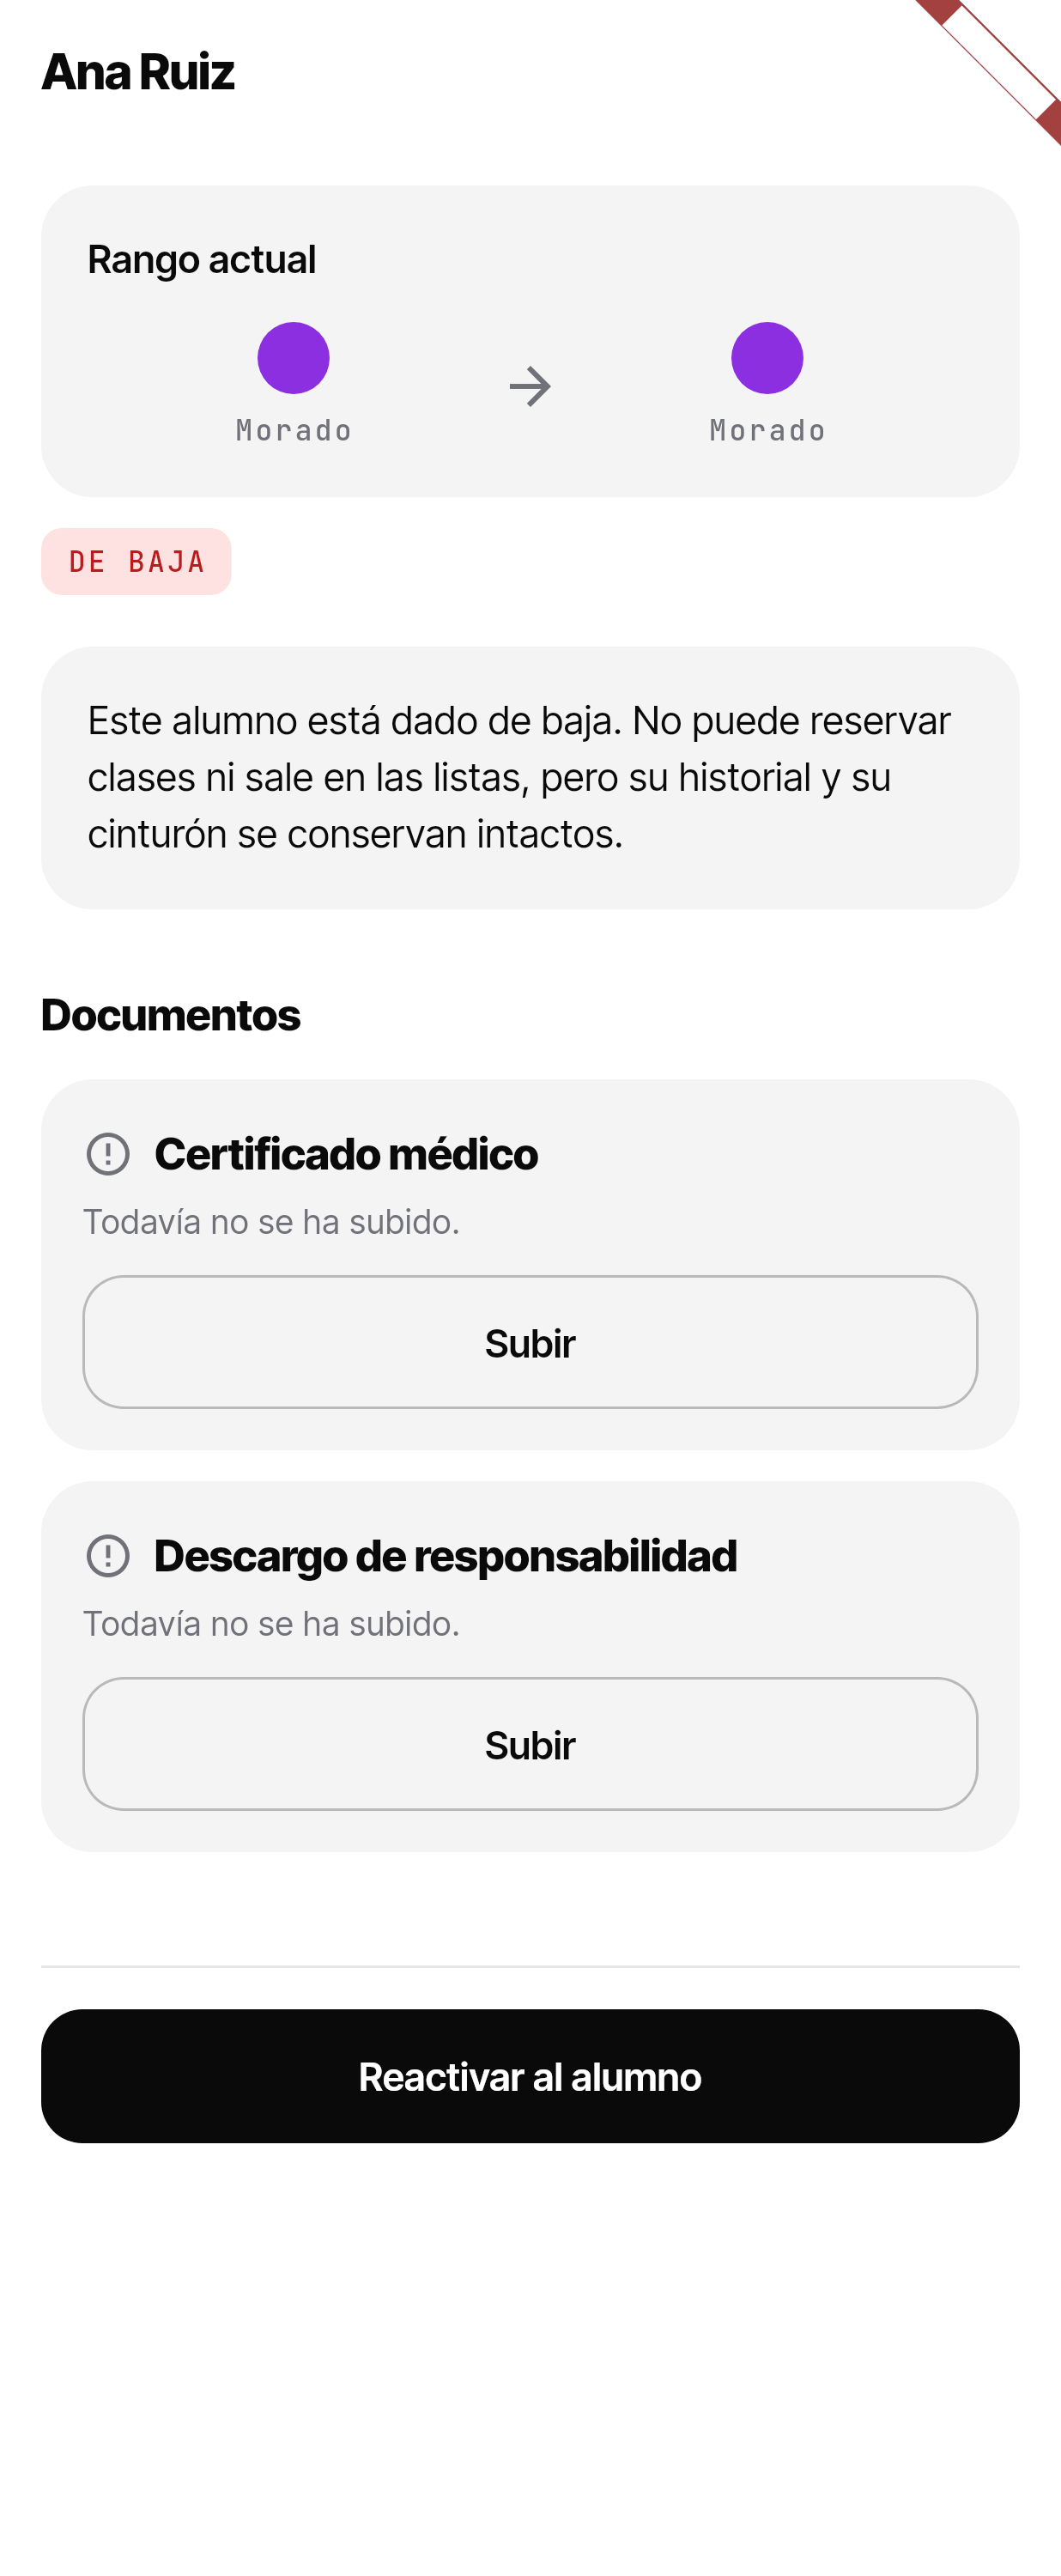 Ana Ruiz
Rango actual
Morado
Morado
DE BAJA
Este alumno está dado de baja. No puede reservar
clases ni sale en las listas, pero su historial y su
cinturón se conservan intactos.
Documentos
Certificado médico
Todavía no se ha subido.
Subir
Descargo de responsabilidad
Todavía no se ha subido.
Subir
Reactivar al alumno